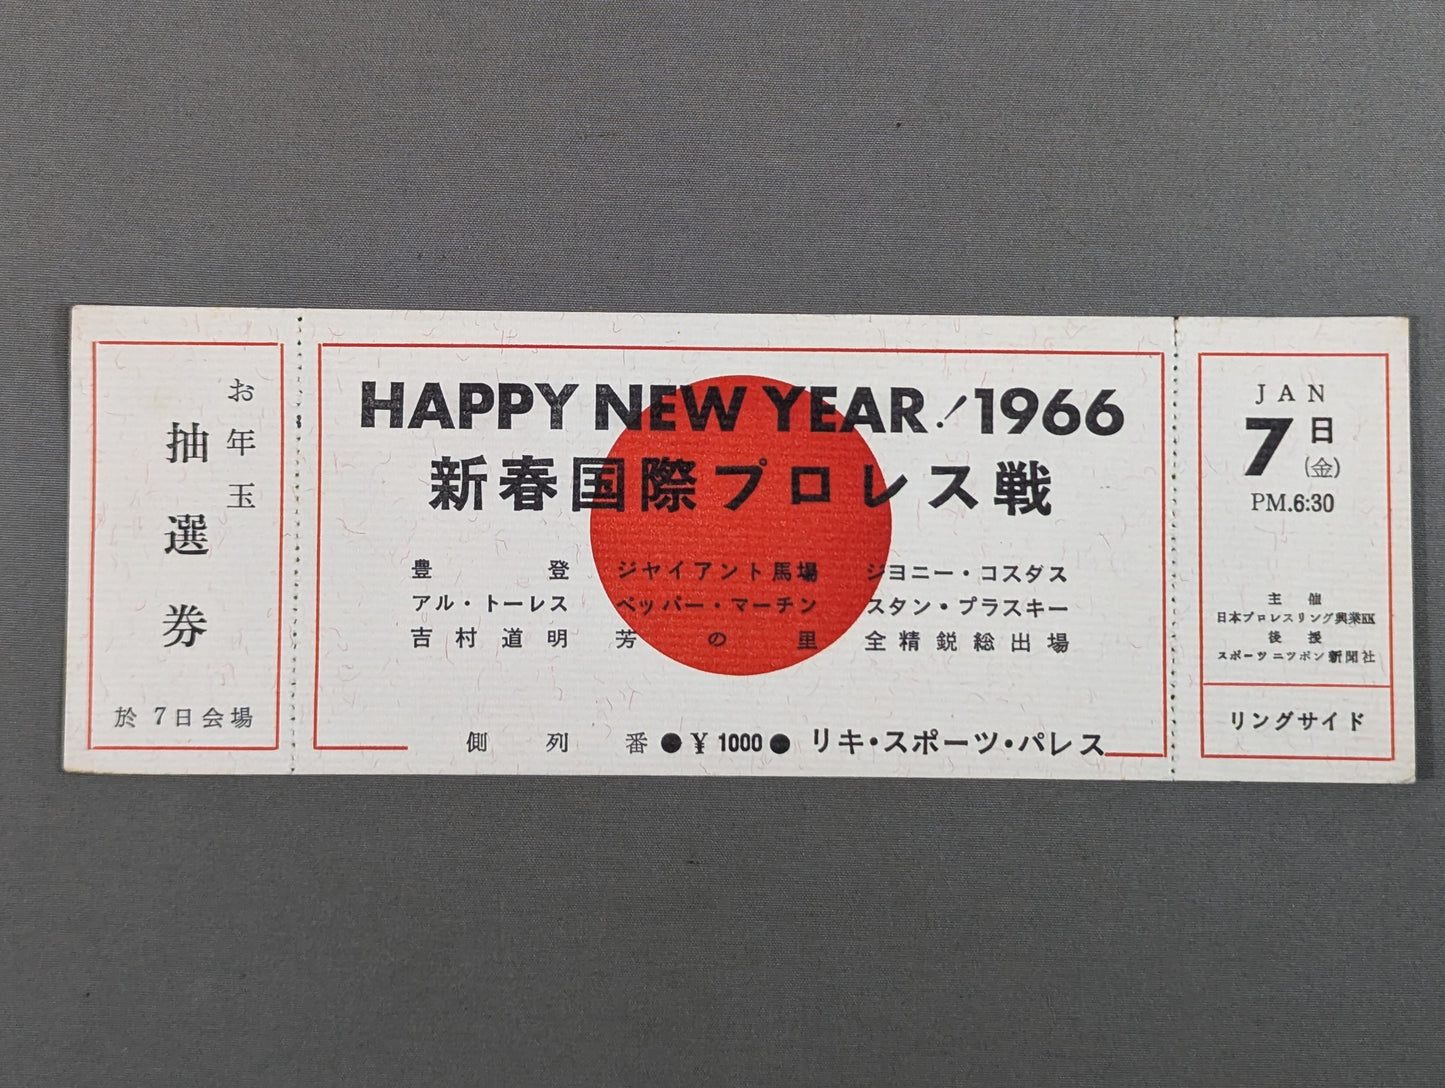 お年玉
抽選券
於 7日会場
HAPPY NEW YEAR! 1966
新春国際プロレス戦
豊登 ジャイアント馬場 ジヨニー・コスダス
アル・トーレス ペッパー・マーチン スタン・プラスキー
吉村道明 芳の里 全精鋭総出場
側 列 番 ● ¥ 1000 ● リキ・スポーツ・パレス
JAN
7日
(金)
PM.6:30
主催
日本プロレスリング興業KK
後援
スポーツニツポン新聞社
リングサイド